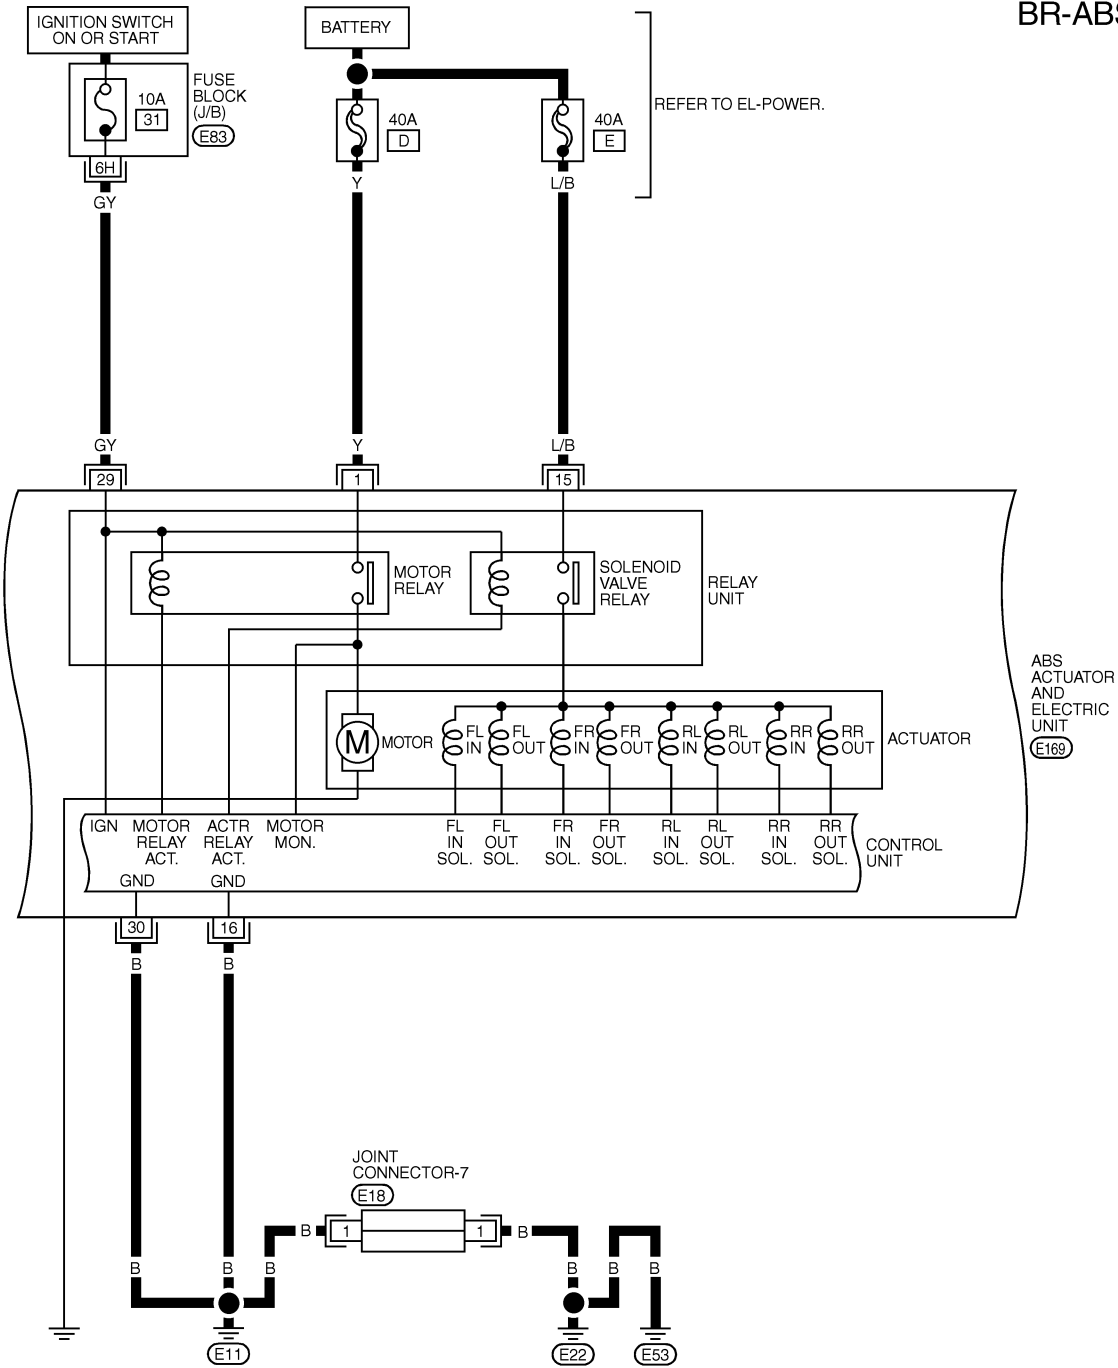 BR-ABS
IGNITION SWITCH
ON OR START
BATTERY
FUSE
BLOCK
(J/B)
E83
10A
31
40A
D
40A
E
REFER TO EL-POWER.
6H
GY
Y
L/B
GY
Y
L/B
29
1
15
MOTOR
RELAY
SOLENOID
VALVE
RELAY
RELAY
UNIT
ABS
ACTUATOR
AND
ELECTRIC
UNIT
E169
M
MOTOR
FL
IN
FL
OUT
FR
IN
FR
OUT
RL
IN
RL
OUT
RR
IN
RR
OUT
ACTUATOR
IGN
MOTOR
RELAY
ACT.
ACTR
RELAY
ACT.
MOTOR
MON.
FL
IN
SOL.
FL
OUT
SOL.
FR
IN
SOL.
FR
OUT
SOL.
RL
IN
SOL.
RL
OUT
SOL.
RR
IN
SOL.
RR
OUT
SOL.
CONTROL
UNIT
GND
GND
30
16
B
B
JOINT
CONNECTOR-7
E18
B
1
1
B
B
B
B
B
B
B
E11
E22
E53